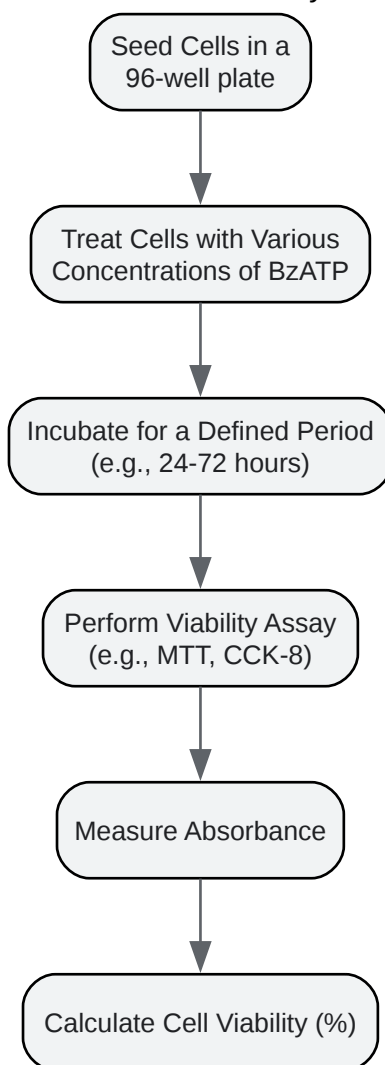 Seed Cells in a
96-well plate
Treat Cells with Various
Concentrations of BzATP
Incubate for a Defined Period
(e.g., 24-72 hours)
Perform Viability Assay
(e.g., MTT, CCK-8)
Measure Absorbance
Calculate Cell Viability (%)